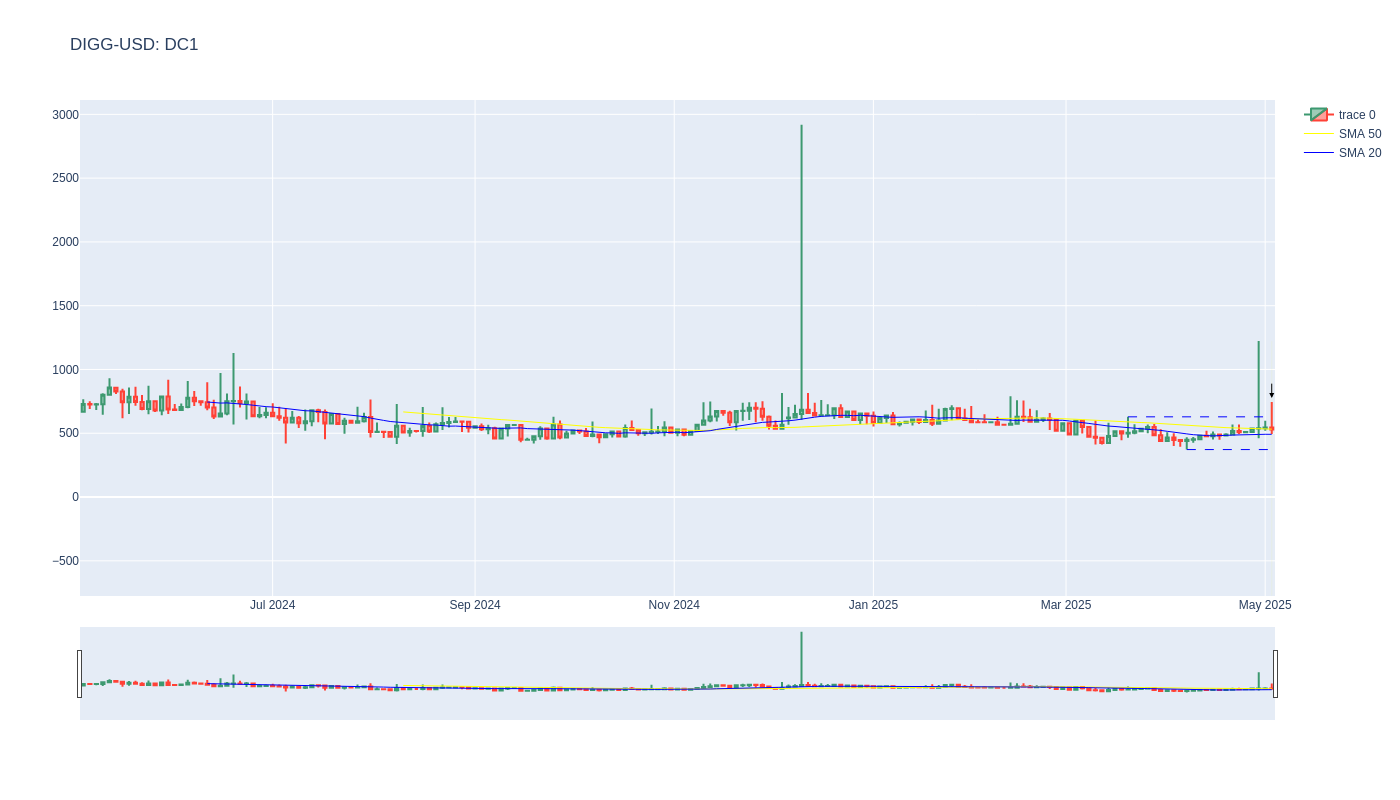 DIGG-USD: DC1
3000
2500
2000
1500
1000
500
0
−500
Jul 2024
Sep 2024
Nov 2024
Jan 2025
Mar 2025
May 2025
trace 0
SMA 50
SMA 20